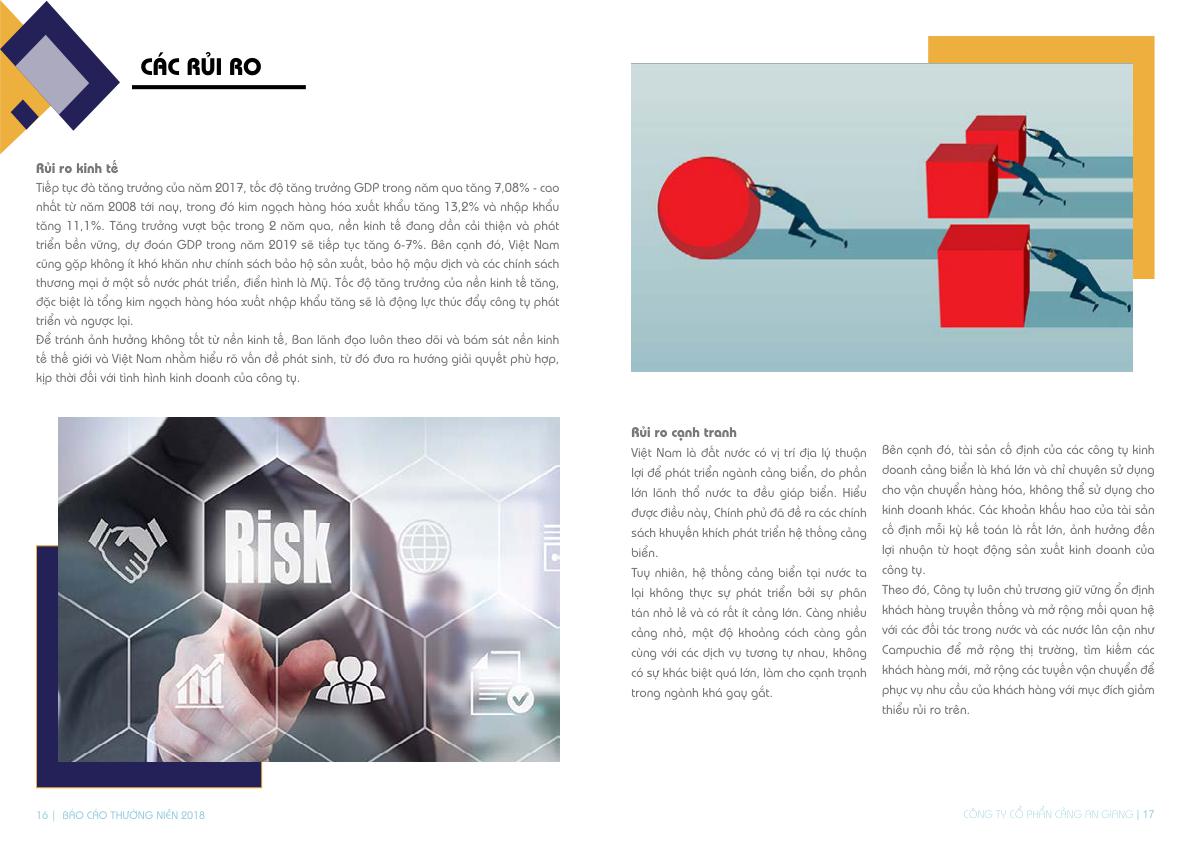 CÁC RỦI RO
Rủi ro kinh tế
Tiếp tục đà tăng trưởng của năm 2017, tốc độ tăng trưởng GDP trong năm qua tăng 7,08% - cao
nhất từ năm 2008 tới nay, trong đó kim ngạch hàng hóa xuất khẩu tăng 13,2% và nhập khẩu
tăng 11,1%. Tăng trưởng vượt bậc trong 2 năm qua, nền kinh tế đang dần cải thiện và phát
triển bền vững, dự đoán GDP trong năm 2019 sẽ tiếp tục tăng 6-7%. Bên cạnh đó, Việt Nam
cũng gặp không ít khó khăn như chính sách bảo hộ sản xuất, bảo hộ mậu dịch và các chính sách
thương mại ở một số nước phát triển, điển hình là Mỹ. Tốc độ tăng trưởng của nền kinh tế tăng,
đặc biệt là tổng kim ngạch hàng hóa xuất nhập khẩu tăng sẽ là động lực thúc đẩy công ty phát
triển và ngược lại.
Để tránh ảnh hưởng không tốt từ nền kinh tế, Ban lãnh đạo luôn theo dõi và bám sát nền kinh
tế thế giới và Việt Nam nhằm hiểu rõ vấn đề phát sinh, từ đó đưa ra hướng giải quyết phù hợp,
kịp thời đối với tình hình kinh doanh của công ty.
Risk
16 | BÁO CÁO THƯỜNG NIÊN 2018
Rủi ro cạnh tranh
Việt Nam là đất nước có vị trí địa lý thuận
lợi để phát triển ngành cảng biển, do phần
lớn lãnh thổ nước ta đều giáp biển. Hiểu
được điều này, Chính phủ đã đề ra các chính
sách khuyến khích phát triển hệ thống cảng
biển.
Tuy nhiên, hệ thống cảng biển tại nước ta
lại không thực sự phát triển bởi sự phân
tán nhỏ lẻ và có rất ít cảng lớn. Càng nhiều
cảng nhỏ, mật độ khoảng cách càng gần
cùng với các dịch vụ tương tự nhau, không
có sự khác biệt quá lớn, làm cho cạnh tranh
trong ngành khá gay gắt.
Bên cạnh đó, tài sản cố định của các công ty kinh
doanh cảng biển là khá lớn và chỉ chuyên sử dụng
cho vận chuyển hàng hóa, không thể sử dụng cho
kinh doanh khác. Các khoản khấu hao của tài sản
cố định mỗi kỳ kế toán là rất lớn, ảnh hưởng đến
lợi nhuận từ hoạt động sản xuất kinh doanh của
công ty.
Theo đó, Công ty luôn chủ trương giữ vững ổn định
khách hàng truyền thống và mở rộng mối quan hệ
với các đối tác trong nước và các nước lân cận như
Campuchia để mở rộng thị trường, tìm kiếm các
khách hàng mới, mở rộng các tuyến vận chuyển để
phục vụ nhu cầu của khách hàng với mục đích giảm
thiểu rủi ro trên.
CÔNG TY CỔ PHẦN CẢNG AN GIANG | 17